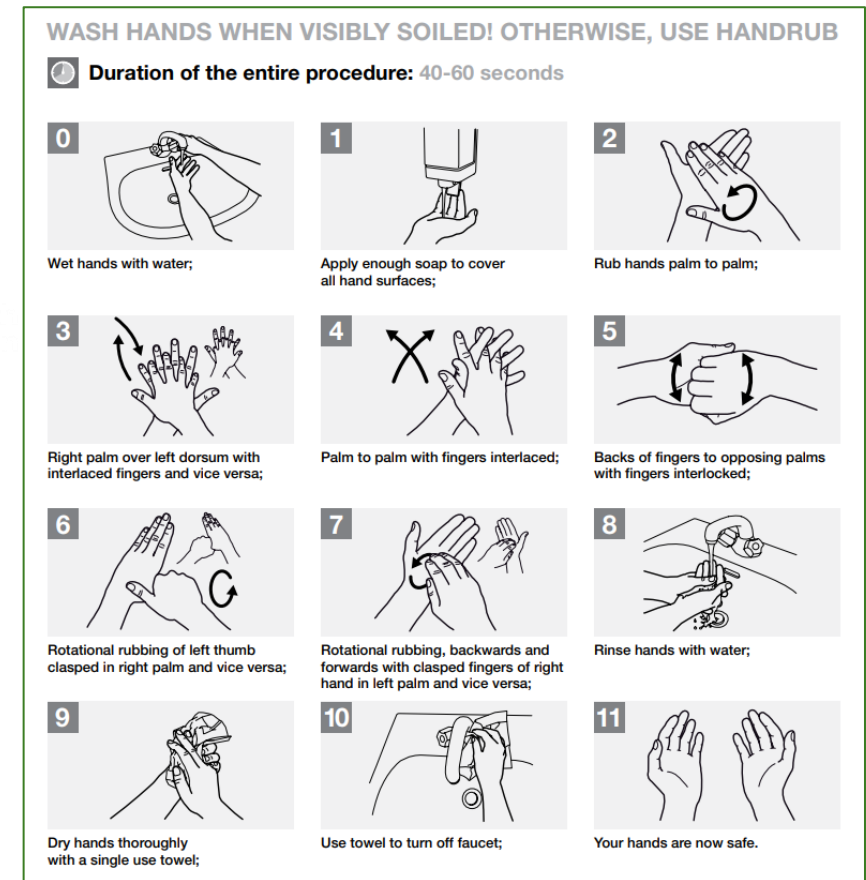 WASH HANDS WHEN VISIBLY SOILED! OTHERWISE, USE HANDRUB
Duration of the entire procedure: 40-60 seconds
0
Wet hands with water;
1
Apply enough soap to cover
all hand surfaces;
2
Rub hands palm to palm;
3
Right palm over left dorsum with
interlaced fingers and vice versa;
4
Palm to palm with fingers interlaced;
5
Backs of fingers to opposing palms
with fingers interlocked;
6
Rotational rubbing of left thumb
clasped in right palm and vice versa;
7
Rotational rubbing, backwards and
forwards with clasped fingers of right
hand in left palm and vice versa;
8
Rinse hands with water;
9
Dry hands thoroughly
with a single use towel;
10
Use towel to turn off faucet;
11
Your hands are now safe.